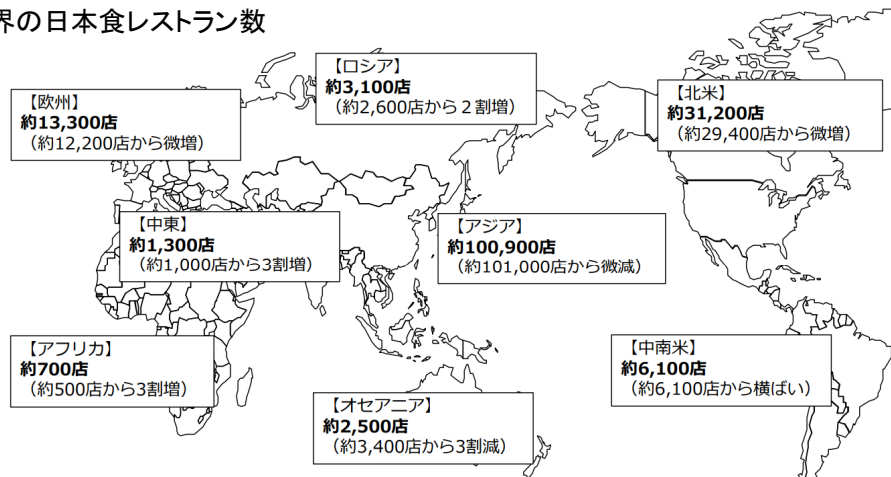 界の日本食レストラン数
【ロシア】
約3,100店
（約2,600店から２割増）
【欧州】
約13,300店
（約12,200店から微増）
【北米】
約31,200店
（約29,400店から微増）
【中東】
約1,300店
（約1,000店から3割増）
【アジア】
約100,900店
（約101,000店から微減）
【アフリカ】
約700店
（約500店から3割増）
【中南米】
約6,100店
（約6,100店から横ばい）
【オセアニア】
約2,500店
（約3,400店から3割減）